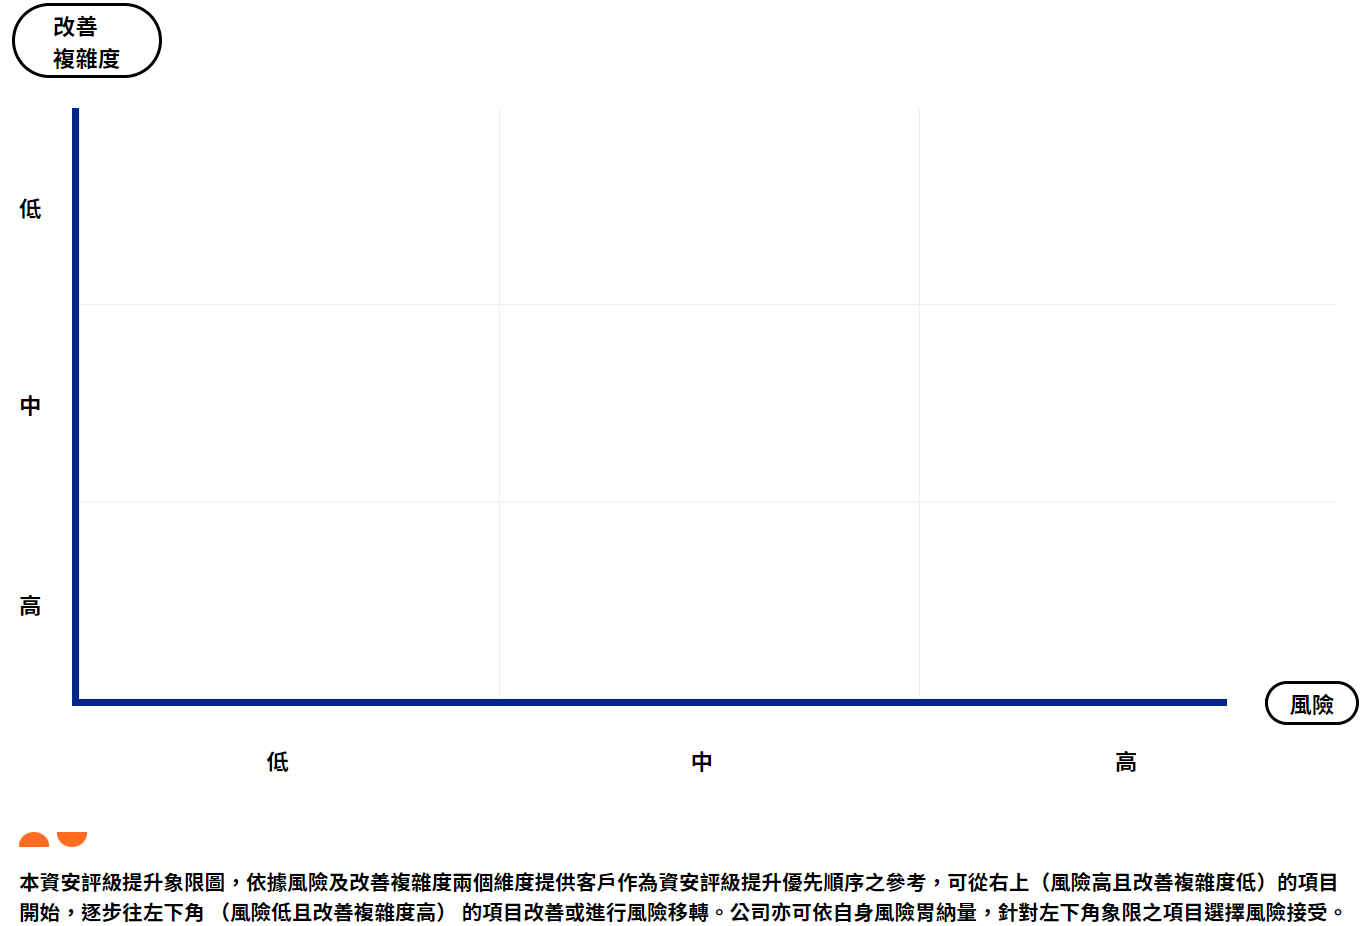 改善
複雜度
低
中
高
風險
低
中
高
本資安評級提升象限圖，依據風險及改善複雜度兩個維度提供客戶作為資安評級提升優先順序之參考，可從右上（風險高且改善複雜度低）的項目
開始，逐步往左下角 （風險低且改善複雜度高） 的項目改善或進行風險移轉。公司亦可依自身風險胃納量，針對左下角象限之項目選擇風險接受。